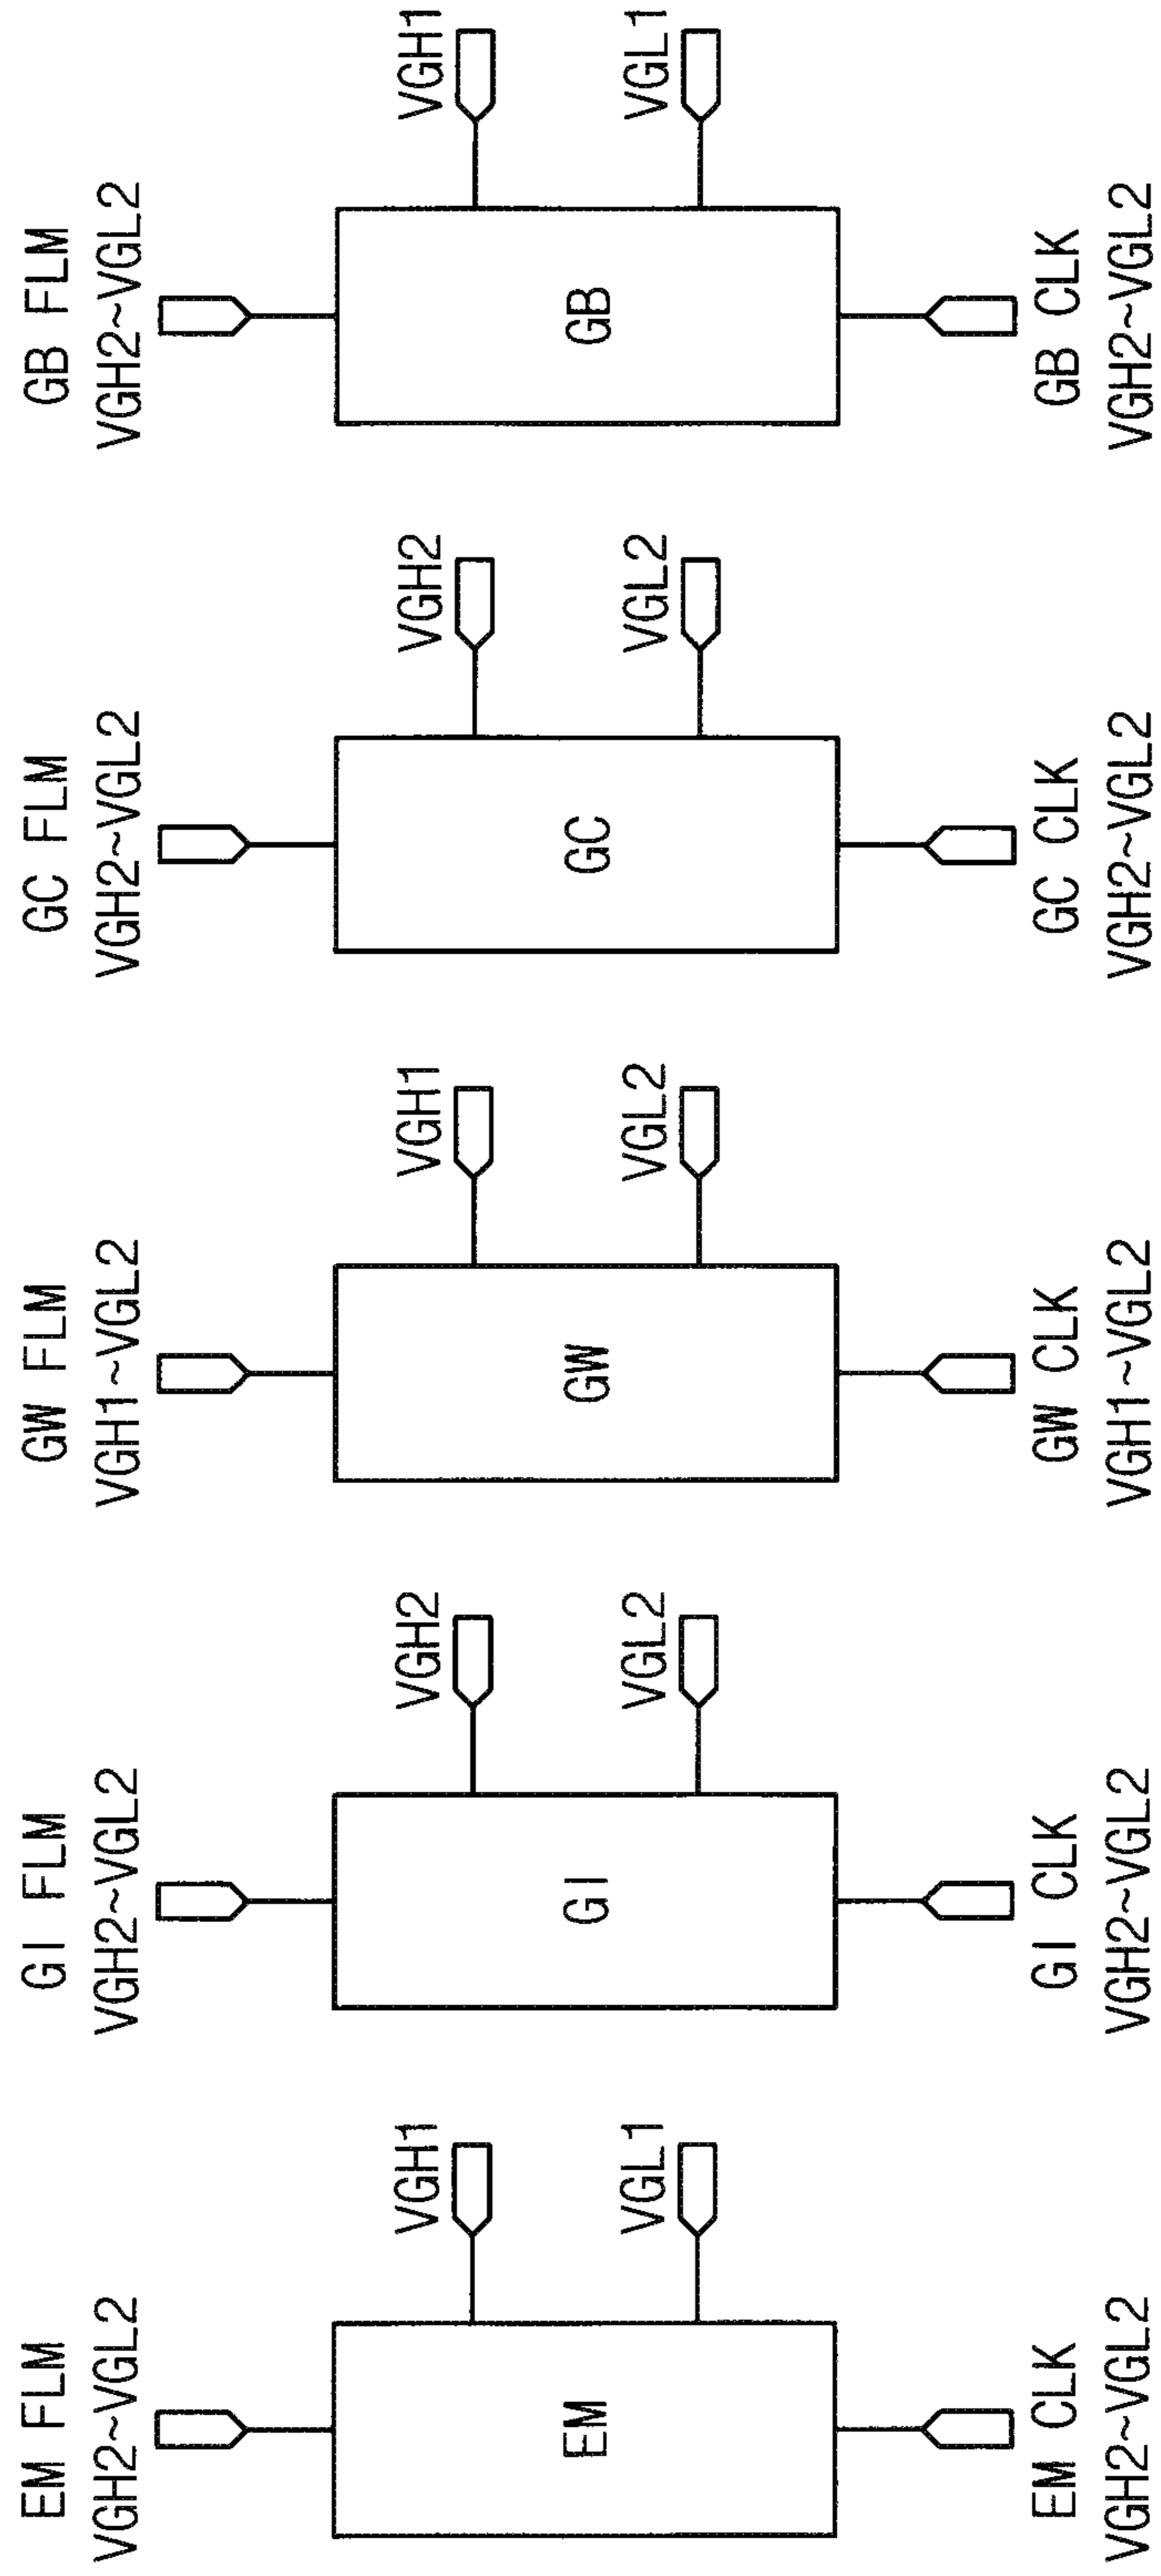 EM FLM
VGH2~VGL2
EM
VGH1
VGL1
EM CLK
VGH2~VGL2
GI FLM
VGH2~VGL2
GI
VGH2
VGL2
GI CLK
VGH2~VGL2
GW FLM
VGH1~VGL2
GW
VGH1
VGL2
GW CLK
VGH1~VGL2
GC FLM
VGH2~VGL2
GC
VGH2
VGL2
GC CLK
VGH2~VGL2
GB FLM
VGH2~VGL2
GB
VGH1
VGL1
GB CLK
VGH2~VGL2